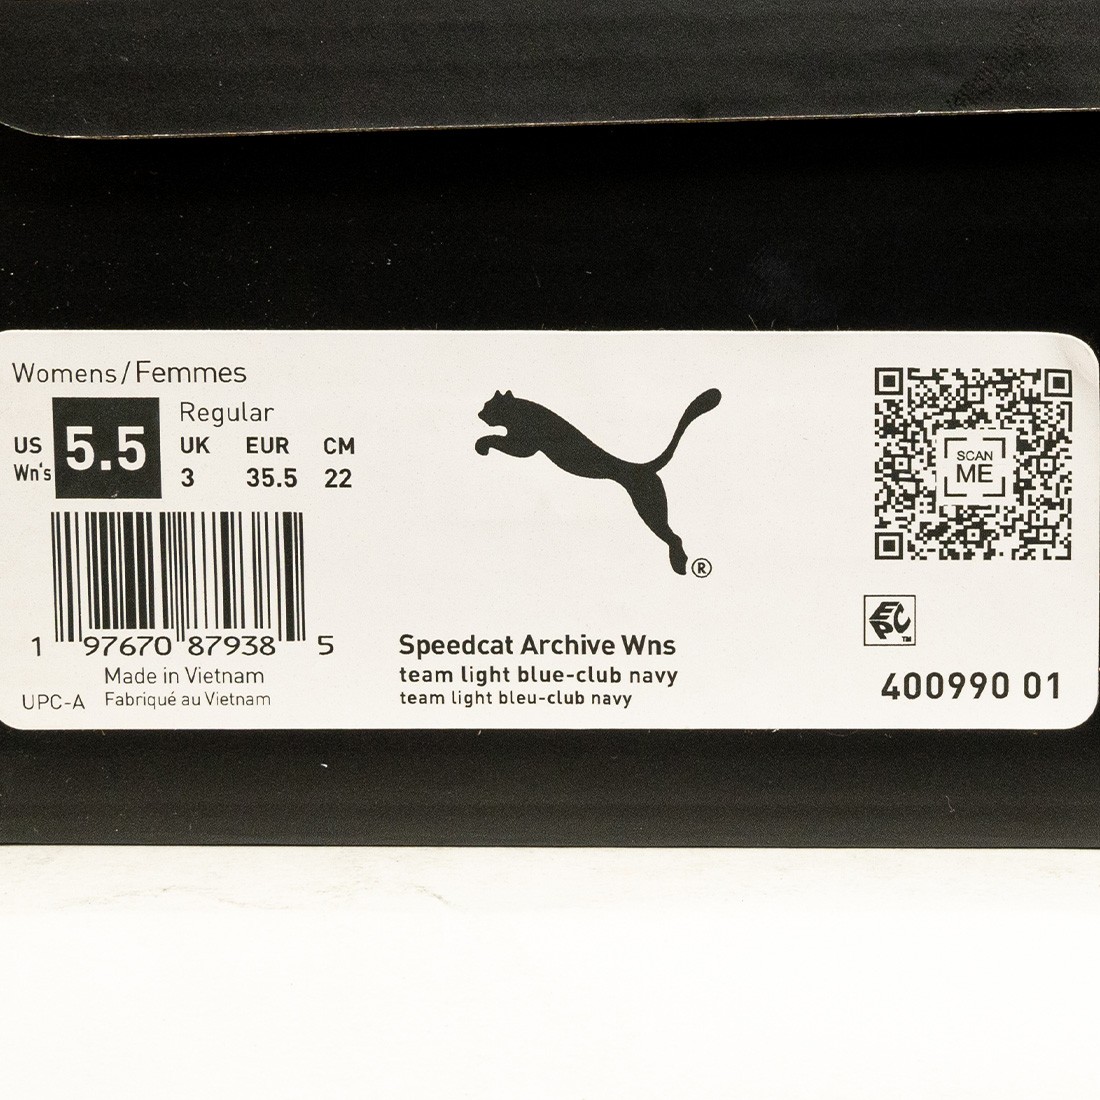 Womens/Femmes
Regular
US UK EUR CM
Wn's 5.5 3 35.5 22
1 97670 87938 5
Made in Vietnam
UPC-A Fabriqué au Vietnam
®
Speedcat Archive Wns
team light blue-club navy
team light bleu-club navy
SCAN
ME
EPC™
400990 01